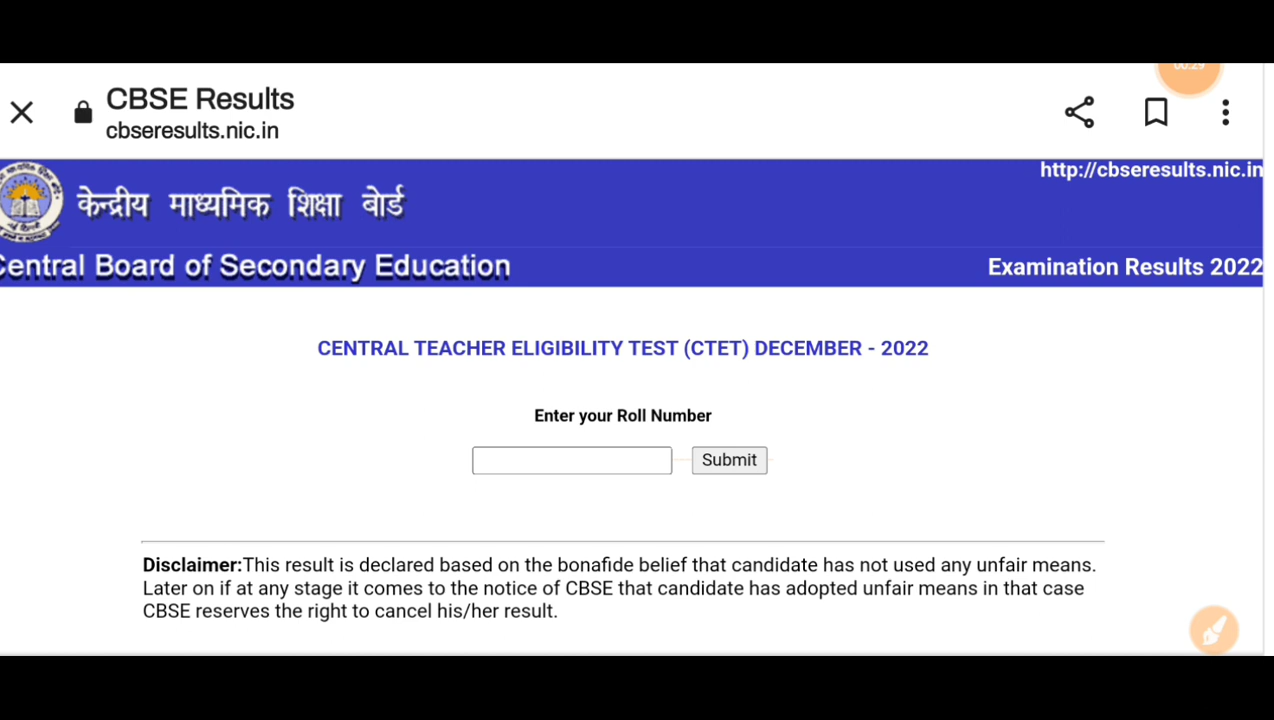 00:29
CBSE Results
cbseresults.nic.in
http://cbseresults.nic.in
केन्द्रीय माध्यमिक शिक्षा बोर्ड
Central Board of Secondary Education
Examination Results 2022
CENTRAL TEACHER ELIGIBILITY TEST (CTET) DECEMBER - 2022
Enter your Roll Number
Submit
Disclaimer:This result is declared based on the bonafide belief that candidate has not used any unfair means.
Later on if at any stage it comes to the notice of CBSE that candidate has adopted unfair means in that case
CBSE reserves the right to cancel his/her result.